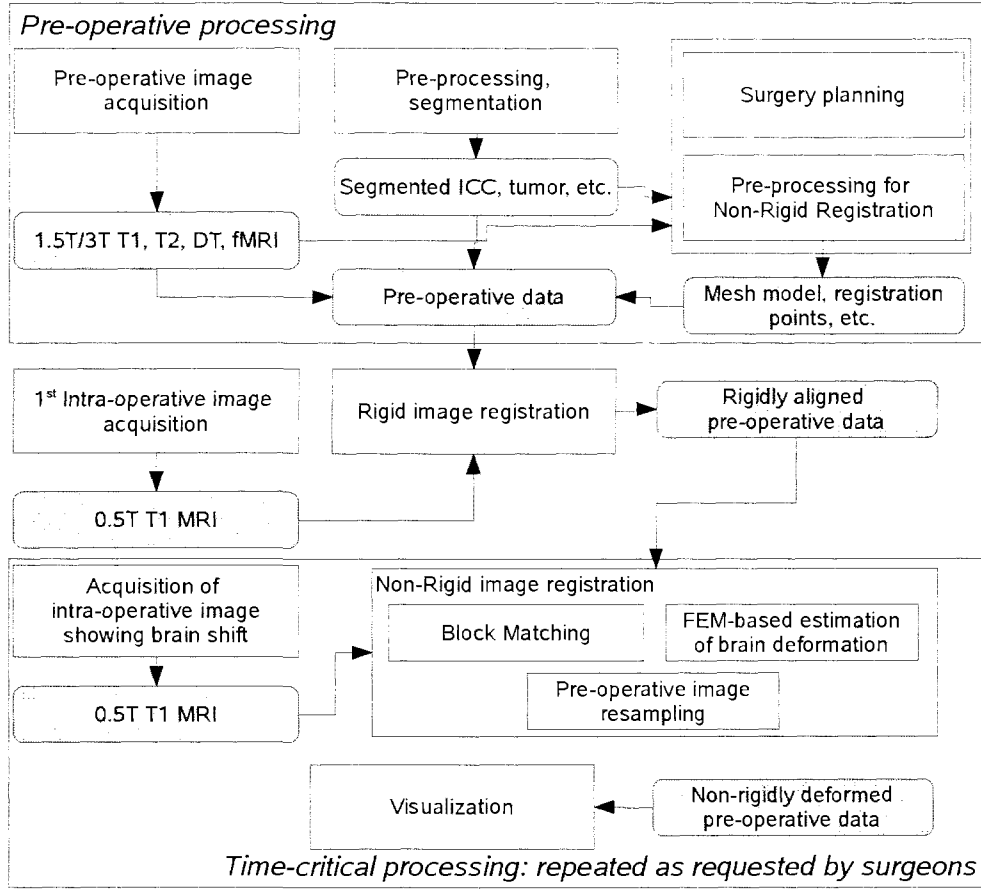 Pre-operative processing
Pre-operative image
acquisition
Pre-processing,
segmentation
Surgery planning
Segmented ICC, tumor, etc.
Pre-processing for
Non-Rigid Registration
1.5T/3T T1, T2, DT, fMRI
Pre-operative data
Mesh model, registration
points, etc.
1st Intra-operative image
acquisition
Rigid image registration
Rigidly aligned
pre-operative data
0.5T T1 MRI
Acquisition of
intra-operative image
showing brain shift
Non-Rigid image registration
Block Matching
FEM-based estimation
of brain deformation
Pre-operative image
resampling
0.5T T1 MRI
Visualization
Non-rigidly deformed
pre-operative data
Time-critical processing: repeated as requested by surgeons